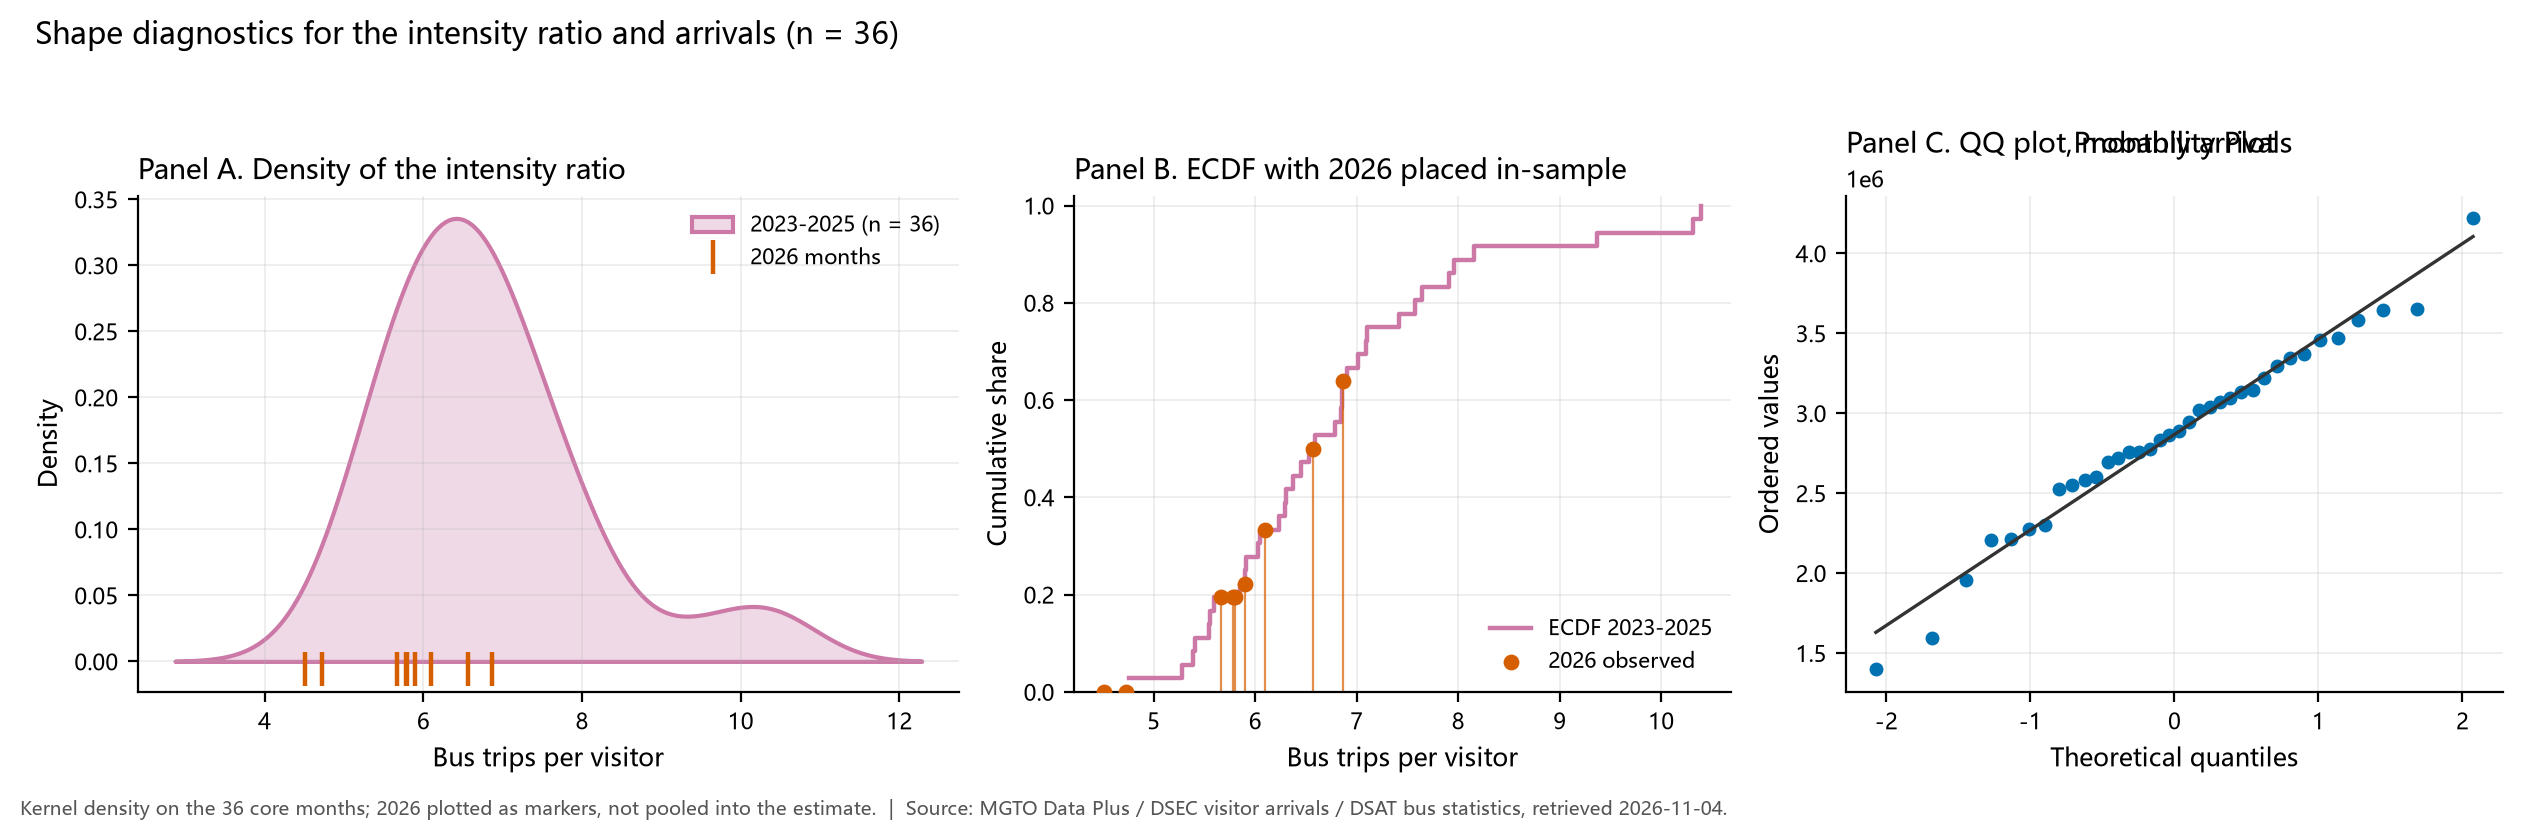 Shape diagnostics for the intensity ratio and arrivals (n = 36)
Panel A. Density of the intensity ratio
0.35
0.30
0.25
0.20
0.15
0.10
0.05
0.00
Density
2023-2025 (n = 36)
2026 months
4
6
8
10
12
Bus trips per visitor
Panel B. ECDF with 2026 placed in-sample
1.0
0.8
0.6
0.4
0.2
0.0
Cumulative share
ECDF 2023-2025
2026 observed
5
6
7
8
9
10
Bus trips per visitor
Panel C. QQ plot, monthly arrivals
Probability Plot
1e6
4.0
3.5
3.0
2.5
2.0
1.5
Ordered values
-2
-1
0
1
2
Theoretical quantiles
Kernel density on the 36 core months; 2026 plotted as markers, not pooled into the estimate. | Source: MGTO Data Plus / DSEC visitor arrivals / DSAT bus statistics, retrieved 2026-11-04.